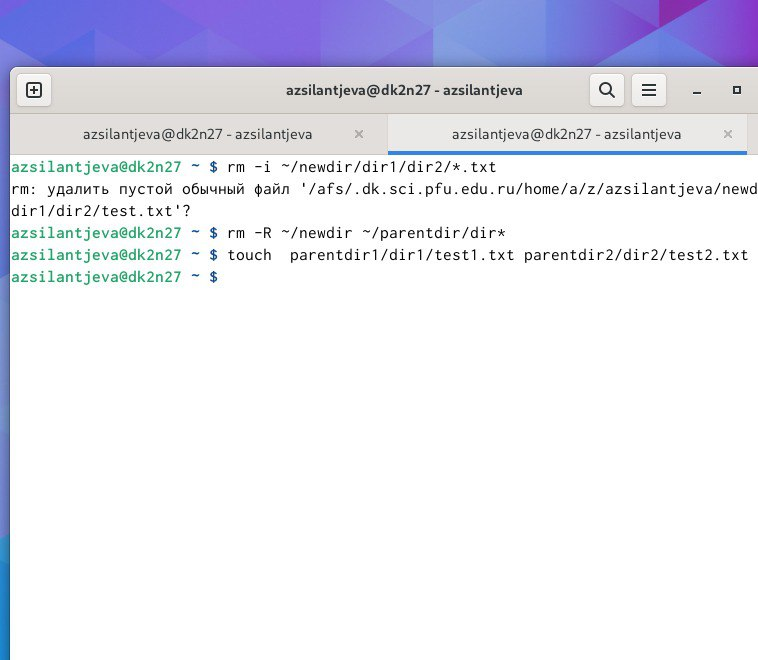 azsilantjeva@dk2n27 - azsilantjeva
azsilantjeva@dk2n27 - azsilantjeva
azsilantjeva@dk2n27 - azsilantjeva
azsilantjeva@dk2n27 ~ $ rm -i ~/newdir/dir1/dir2/*.txt
rm: удалить пустой обычный файл '/afs/.dk.sci.pfu.edu.ru/home/a/z/azsilantjeva/newd
dir1/dir2/test.txt'?
azsilantjeva@dk2n27 ~ $ rm -R ~/newdir ~/parentdir/dir*
azsilantjeva@dk2n27 ~ $ touch  parentdir1/dir1/test1.txt parentdir2/dir2/test2.txt
azsilantjeva@dk2n27 ~ $